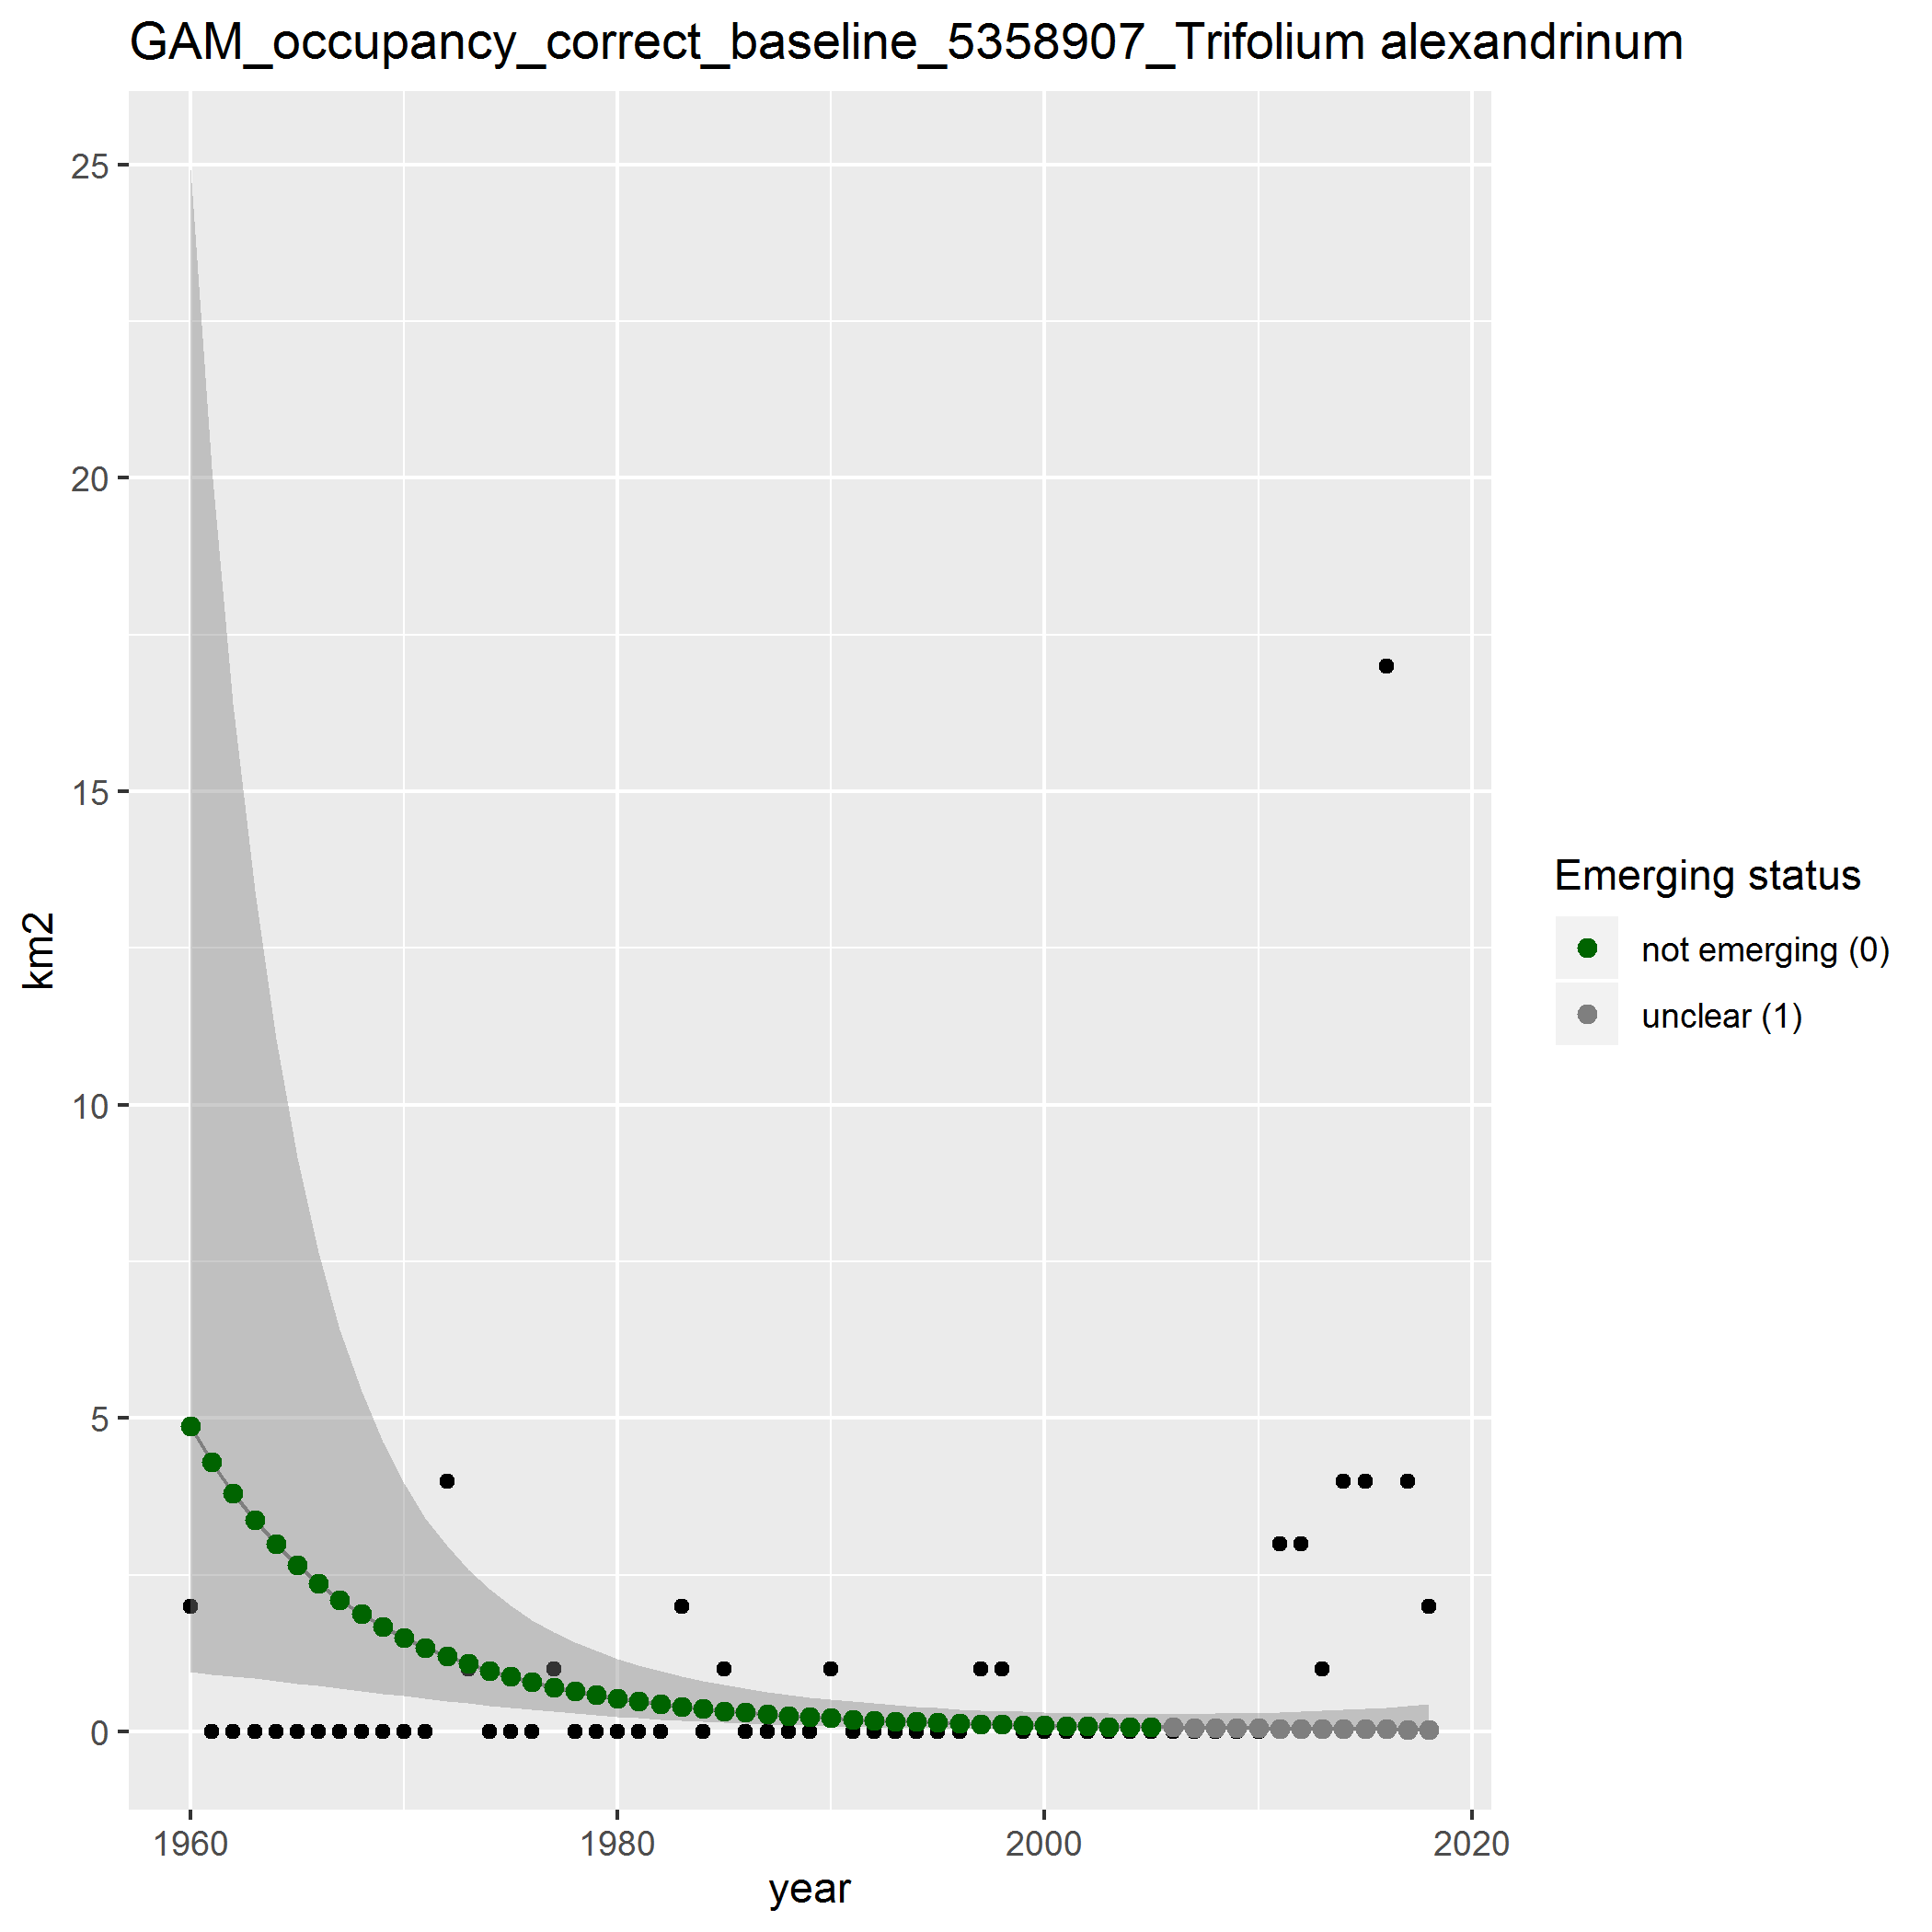 GAM_occupancy_correct_baseline_5358907_Trifolium alexandrinum
25
20
15
10
5
0
km2
1960
1980
2000
2020
year
Emerging status
not emerging (0)
unclear (1)